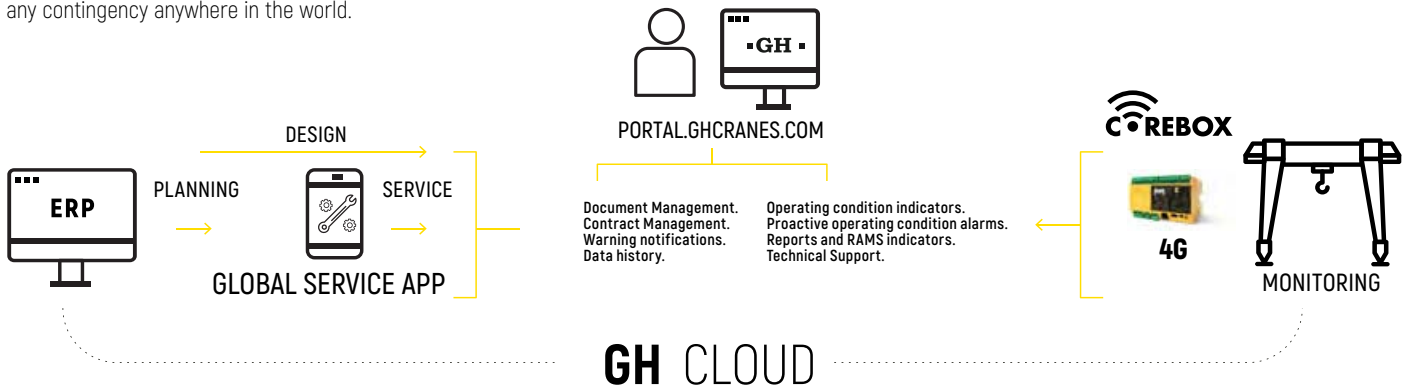 any contingency anywhere in the world.
GH
PORTAL.GHCRANES.COM
DESIGN
ERP
PLANNING
SERVICE
GLOBAL SERVICE APP
Document Management.
Contract Management.
Warning notifications.
Data history.
Operating condition indicators.
Proactive operating condition alarms.
Reports and RAMS indicators.
Technical Support.
COREBOX
4G
MONITORING
GH CLOUD